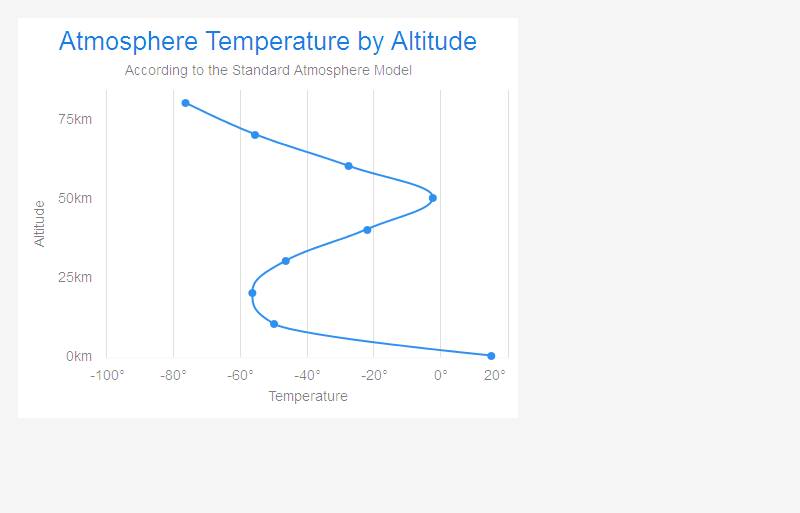 Atmosphere Temperature by Altitude
According to the Standard Atmosphere Model
75km
50km
25km
0km
Altitude
-100° -80° -60° -40° -20° 0° 20°
Temperature